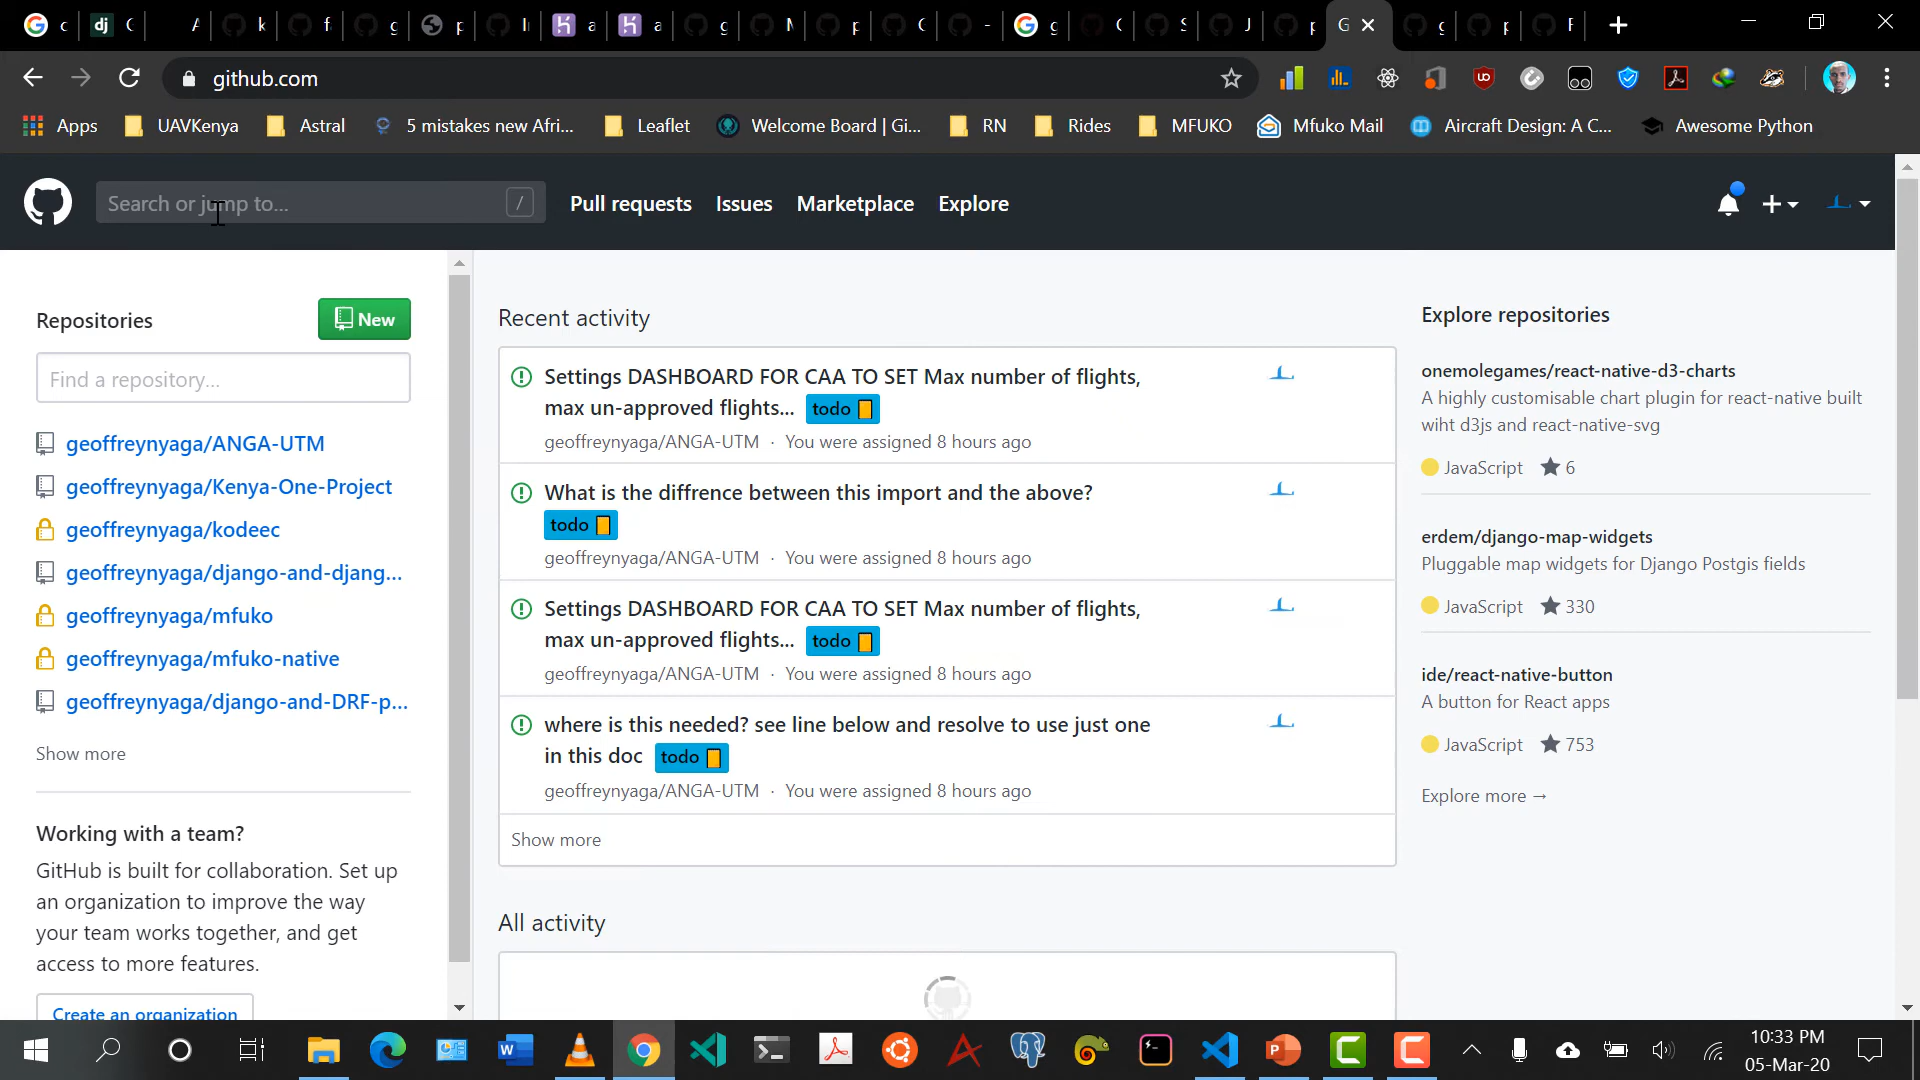 github.com
Apps
UAVKenya
Astral
5 mistakes new Afri...
Leaflet
Welcome Board | Gi...
RN
Rides
MFUKO
Mfuko Mail
Aircraft Design: A C...
Awesome Python
Search or jump to...
/
Pull requests
Issues
Marketplace
Explore
Repositories
New
Find a repository...
geoffreynyaga/ANGA-UTM
geoffreynyaga/Kenya-One-Project
geoffreynyaga/kodeec
geoffreynyaga/django-and-djang...
geoffreynyaga/mfuko
geoffreynyaga/mfuko-native
geoffreynyaga/django-and-DRF-p...
Show more
Working with a team?
GitHub is built for collaboration. Set up
an organization to improve the way
your team works together, and get
access to more features.
Create an organization
Recent activity
Settings DASHBOARD FOR CAA TO SET Max number of flights,
max un-approved flights... todo
geoffreynyaga/ANGA-UTM · You were assigned 8 hours ago
What is the diffrence between this import and the above?
todo
geoffreynyaga/ANGA-UTM · You were assigned 8 hours ago
Settings DASHBOARD FOR CAA TO SET Max number of flights,
max un-approved flights... todo
geoffreynyaga/ANGA-UTM · You were assigned 8 hours ago
where is this needed? see line below and resolve to use just one
in this doc todo
geoffreynyaga/ANGA-UTM · You were assigned 8 hours ago
Show more
All activity
Explore repositories
onemolegames/react-native-d3-charts
A highly customisable chart plugin for react-native built
wiht d3js and react-native-svg
JavaScript 6
erdem/django-map-widgets
Pluggable map widgets for Django Postgis fields
JavaScript 330
ide/react-native-button
A button for React apps
JavaScript 753
Explore more →
10:33 PM
05-Mar-20